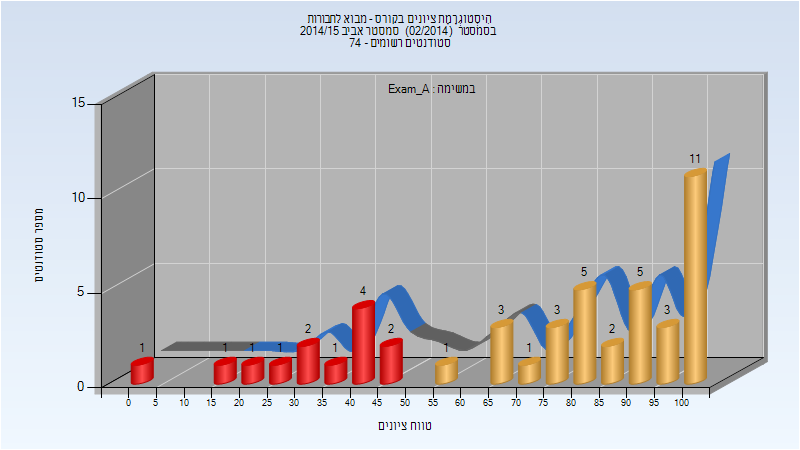 היסטוגרמת ציונים בקורס - מבוא לחבורות
בסמסטר (02/2014) סמסטר אביב 2014/15
סטודנטים רשומים - 74
במשימה : Exam_A
מספר סטודנטים
15
10
5
0
1 1 1 1 2 1 4 2 1 3 1 3 5 2 5 3 11
0 5 10 15 20 25 30 35 40 45 50 55 60 65 70 75 80 85 90 95 100
טווח ציונים